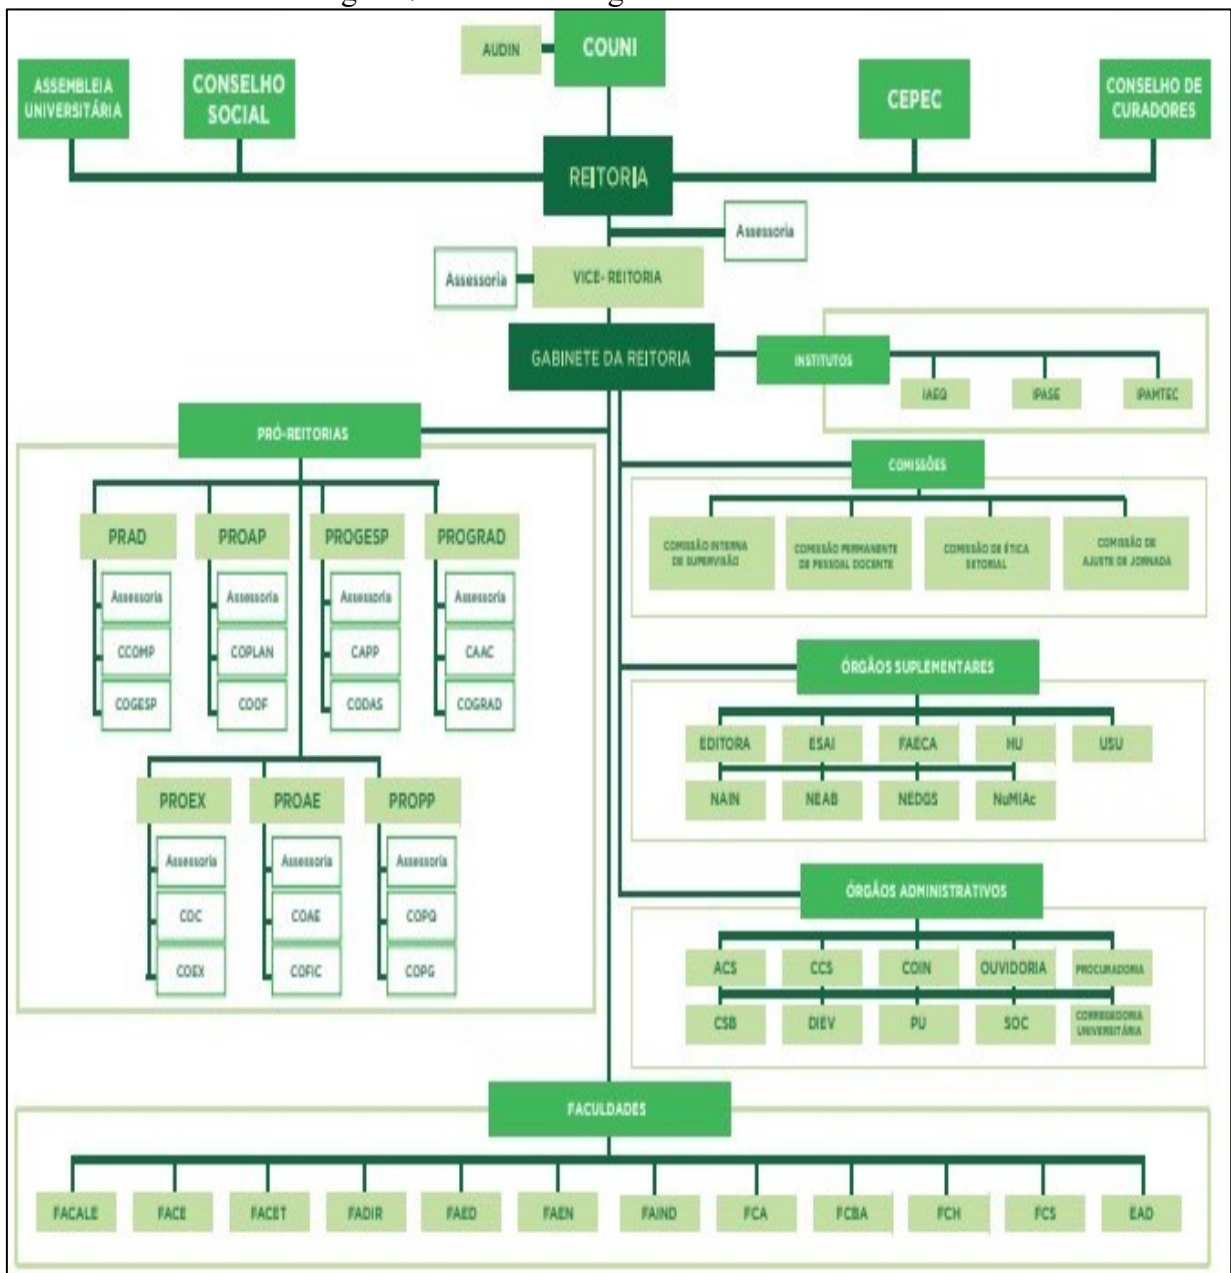 AUDIN
COUNI
ASSEMBLEIA
UNIVERSITÁRIA
CONSELHO
SOCIAL
CEPEC
CONSELHO DE
CURADORES
REITORIA
Assessoria
Assessoria
VICE- REITORIA
GABINETE DA REITORIA
INSTITUTOS
IAEQ
IPASE
IPAMTEC
PRÓ-REITORIAS
PRAD
PROAP
PROGESP
PROGRAD
Assessoria
Assessoria
Assessoria
Assessoria
CCOMP
COPLAN
CAPP
CAAC
COGESP
COOF
CODAS
COGRAD
PROEX
PROAE
PROPP
Assessoria
Assessoria
Assessoria
COC
COAE
COPQ
COEX
COFIC
COPG
COMISSÕES
COMISSÃO INTERNA
DE SUPERVISÃO
COMISSÃO PERMANENTE
DE PESSOAL DOCENTE
COMISSÃO DE ÉTICA
SETORIAL
COMISSÃO DE
AJUSTE DE JORNADA
ÓRGÃOS SUPLEMENTARES
EDITORA
ESAI
FAECA
HU
USU
NAIN
NEAB
NEDGS
NuMIAc
ÓRGÃOS ADMINISTRATIVOS
ACS
CCS
COIN
OUVIDORIA
PROCURADORIA
CSB
DIEV
PU
SOC
CORREGEDORIA
UNIVERSITÁRIA
FACULDADES
FACALE
FACE
FACET
FADIR
FAED
FAEN
FAIND
FCA
FCBA
FCH
FCS
EAD